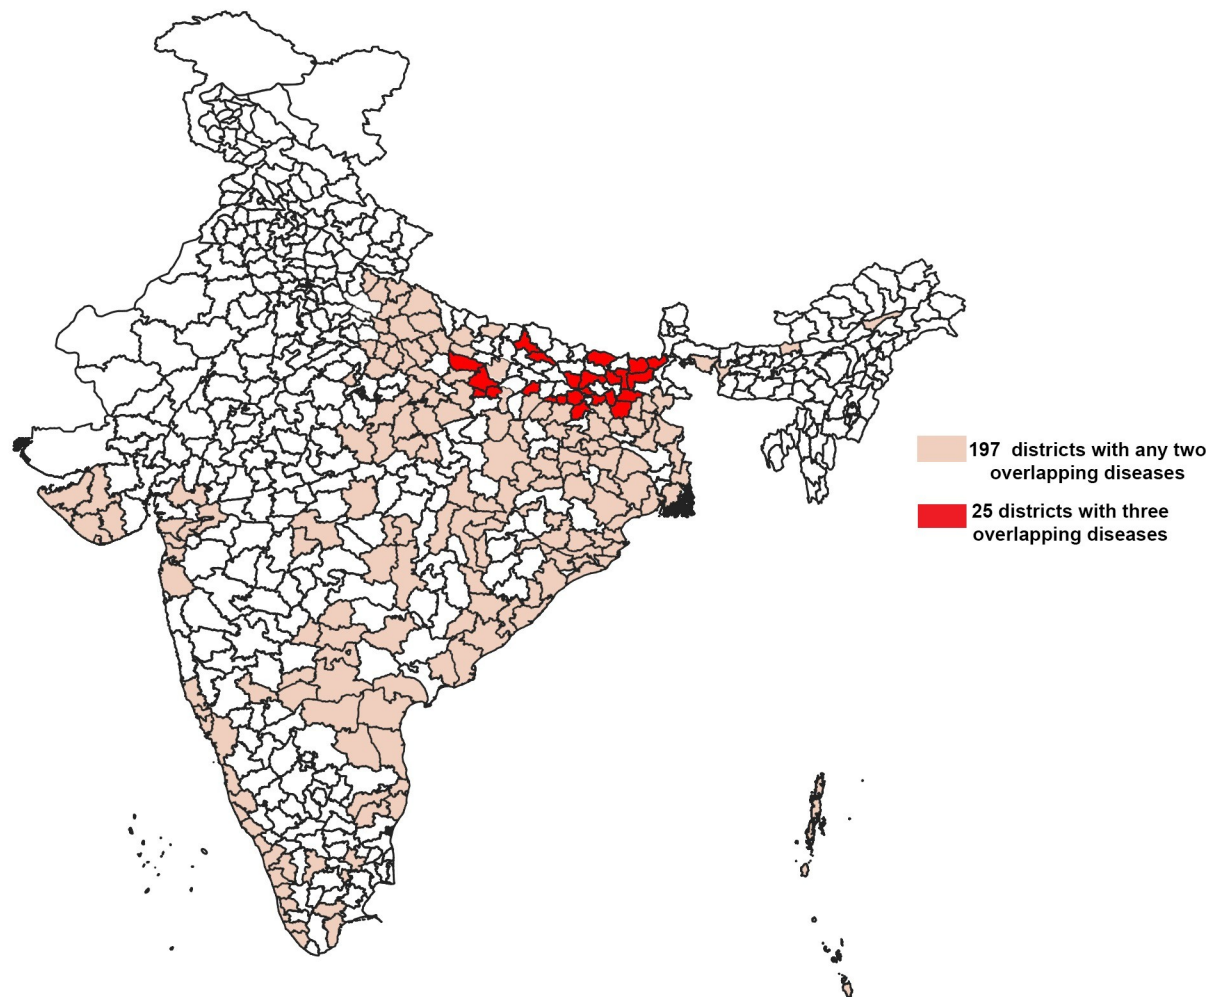 197 districts with any two
overlapping diseases
25 districts with three
overlapping diseases